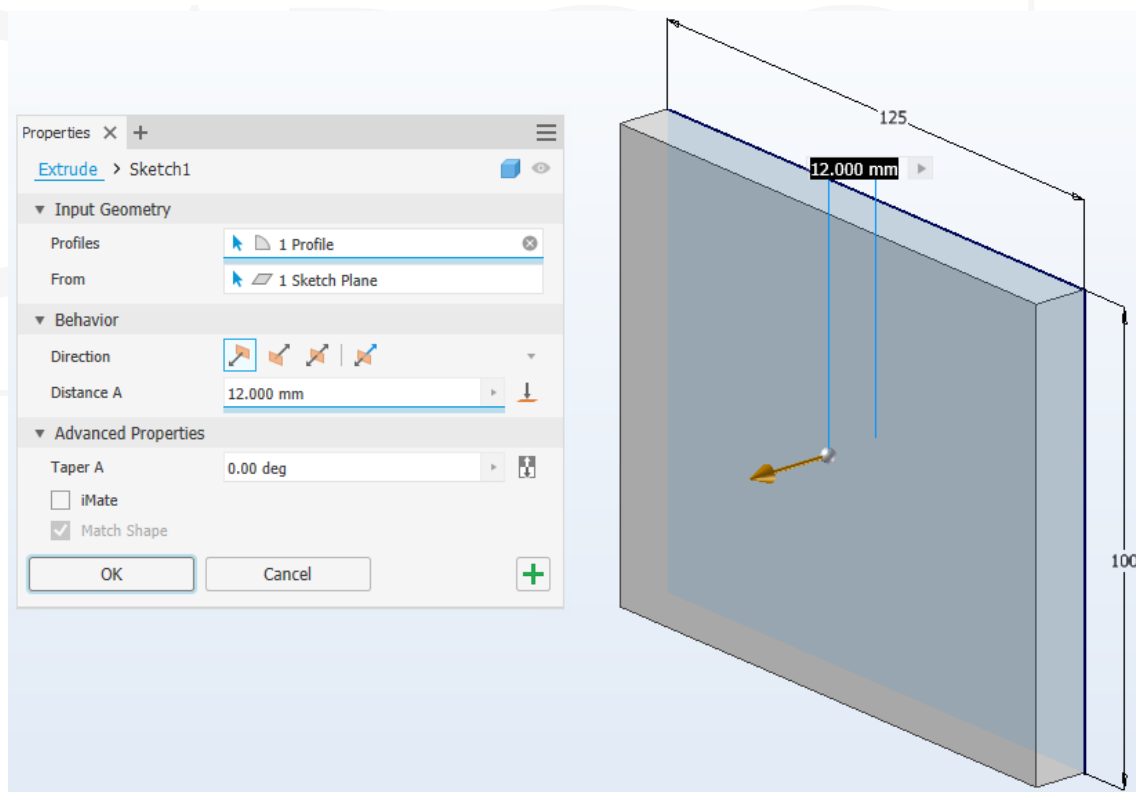 Properties
Extrude > Sketch1
Input Geometry
Profiles
1 Profile
From
1 Sketch Plane
Behavior
Direction
Distance A
12.000 mm
Advanced Properties
Taper A
0.00 deg
iMate
Match Shape
OK
Cancel
125
12.000 mm
100